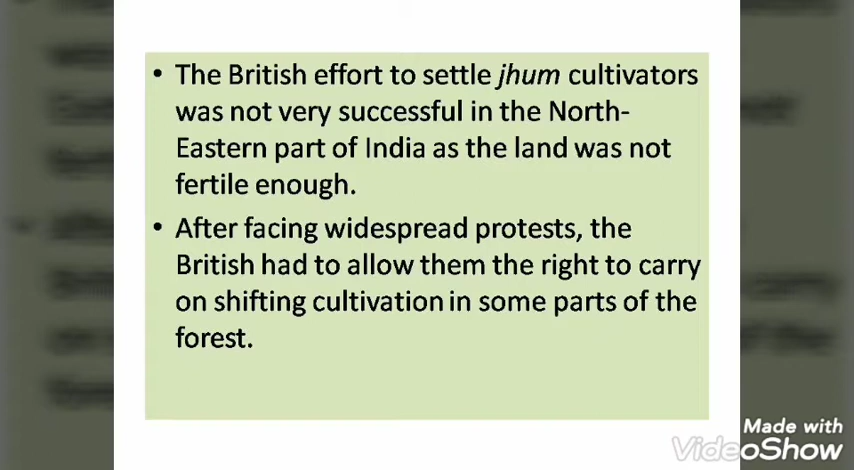 • The British effort to settle jhum cultivators
was not very successful in the North-
Eastern part of India as the land was not
fertile enough.
• After facing widespread protests, the
British had to allow them the right to carry
on shifting cultivation in some parts of the
forest.
Made with
VideoShow